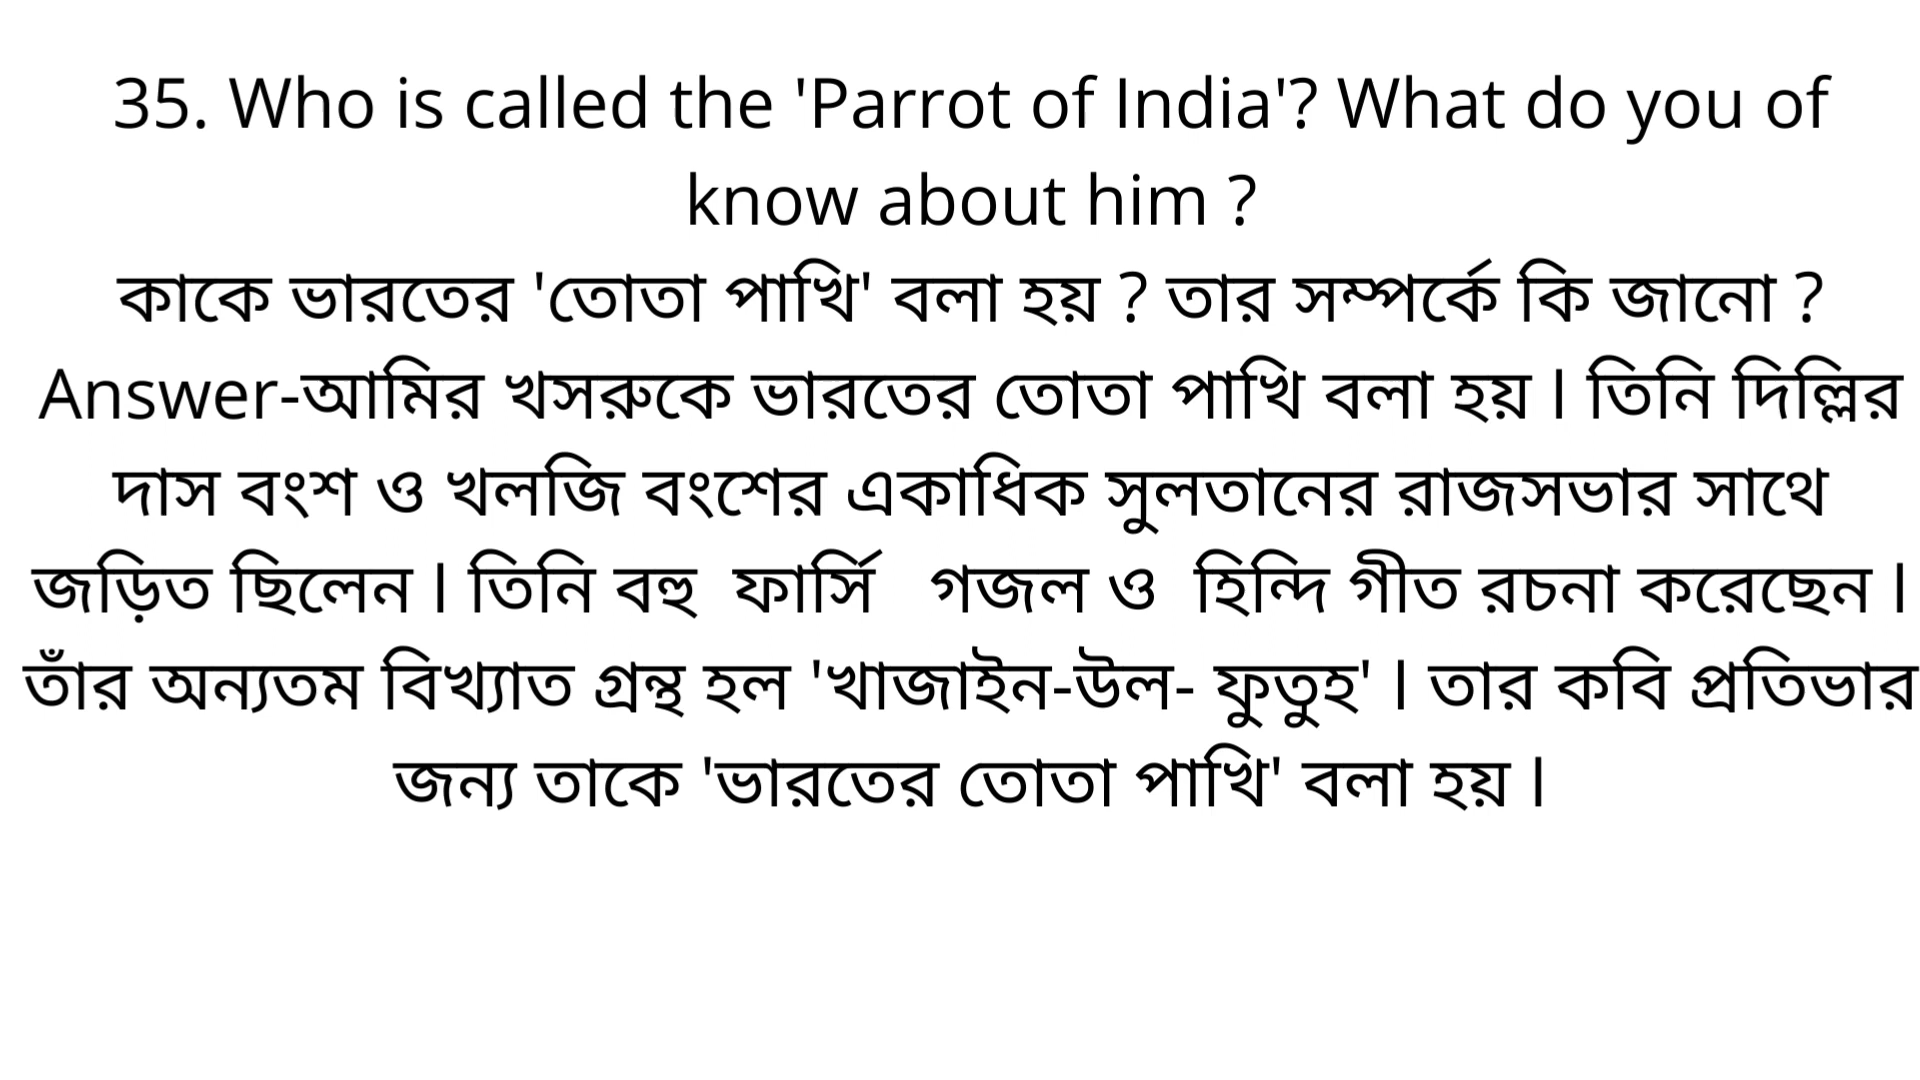 35. Who is called the 'Parrot of India'? What do you of
know about him ?
কাকে ভারতের 'তোতা পাখি' বলা হয় ? তার সম্পর্কে কি জানো ?
Answer-আমির খসরুকে ভারতের তোতা পাখি বলা হয় l তিনি দিল্লির
দাস বংশ ও খলজি বংশের একাধিক সুলতানের রাজসভার সাথে
জড়িত ছিলেন l তিনি বহু ফার্সি গজল ও হিন্দি গীত রচনা করেছেন l
তাঁর অন্যতম বিখ্যাত গ্রন্থ হল 'খাজাইন-উল- ফুতুহ' l তার কবি প্রতিভার
জন্য তাকে 'ভারতের তোতা পাখি' বলা হয় l